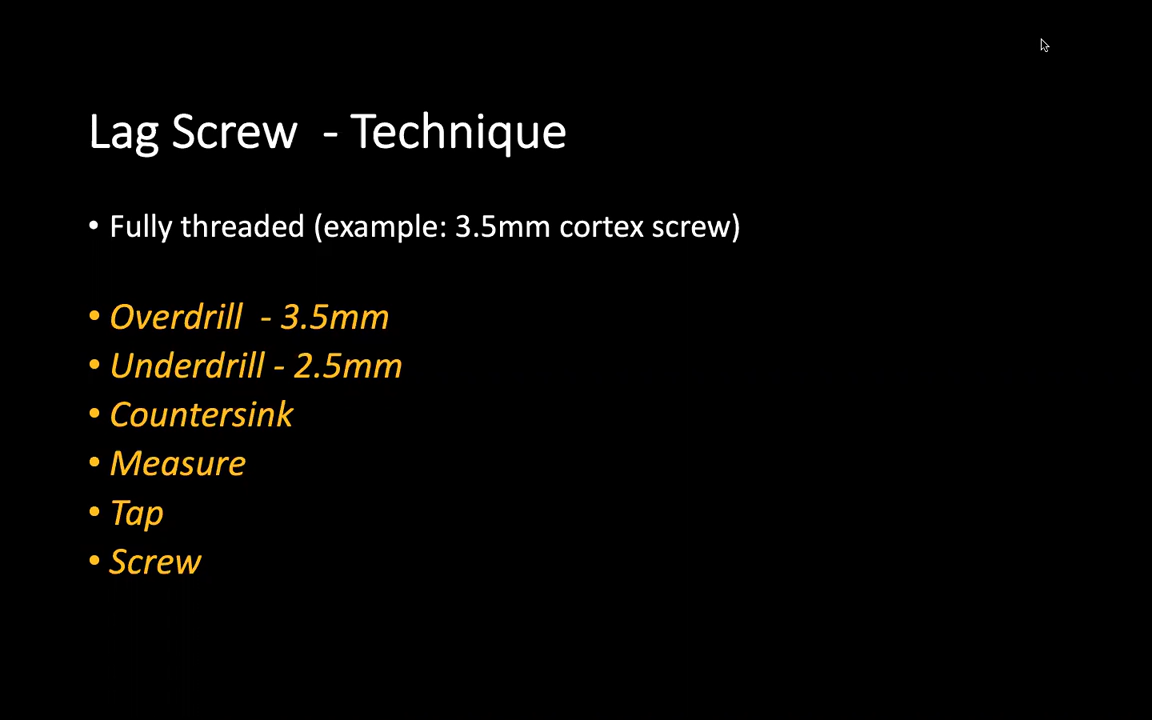 Lag Screw  - Technique
• Fully threaded (example: 3.5mm cortex screw)
• Overdrill  - 3.5mm
• Underdrill - 2.5mm
• Countersink
• Measure
• Tap
• Screw